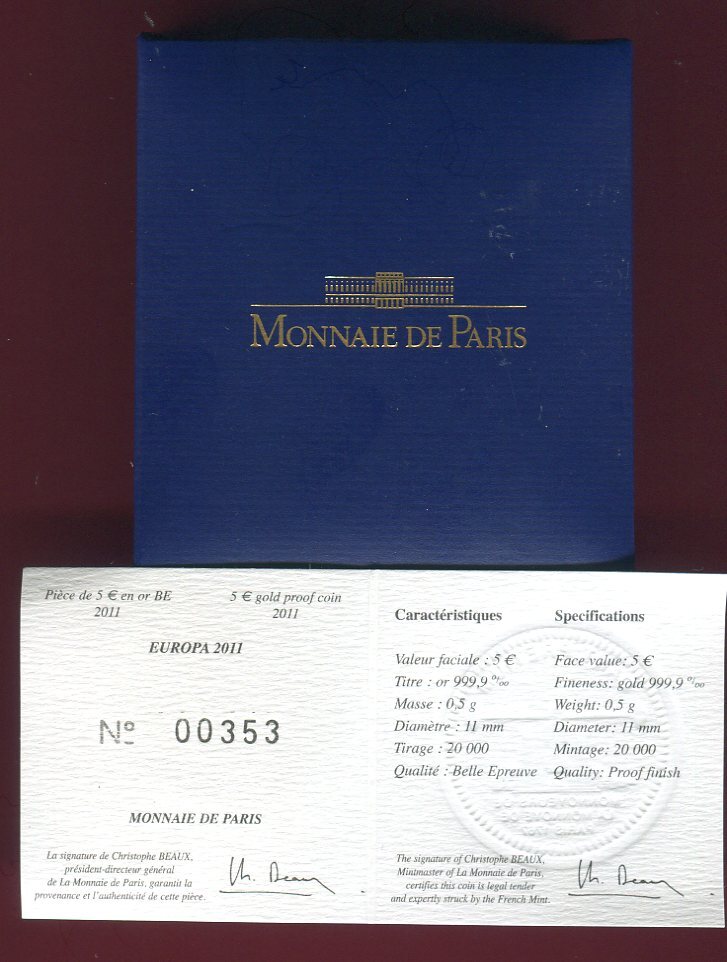 MONNAIE DE PARIS
Pièce de 5 € en or BE
2011
5 € gold proof coin
2011
EUROPA 2011
Nº 00353
MONNAIE DE PARIS
La signature de Christophe BEAUX,
président-directeur général
de La Monnaie de Paris, garantit la
provenance et l'authenticité de cette pièce.
Ch. Beaux
Caractéristiques
Valeur faciale : 5 €
Titre : or 999,9 ‰
Masse : 0,5 g
Diamètre : 11 mm
Tirage : 20 000
Qualité : Belle Epreuve
Specifications
Face value: 5 €
Fineness: gold 999,9 ‰
Weight: 0,5 g
Diameter: 11 mm
Mintage: 20.000
Quality: Proof finish
The signature of Christophe BEAUX,
Mintmaster of La Monnaie de Paris,
certifies this coin is legal tender
and expertly struck by the French Mint.
Ch. Beaux